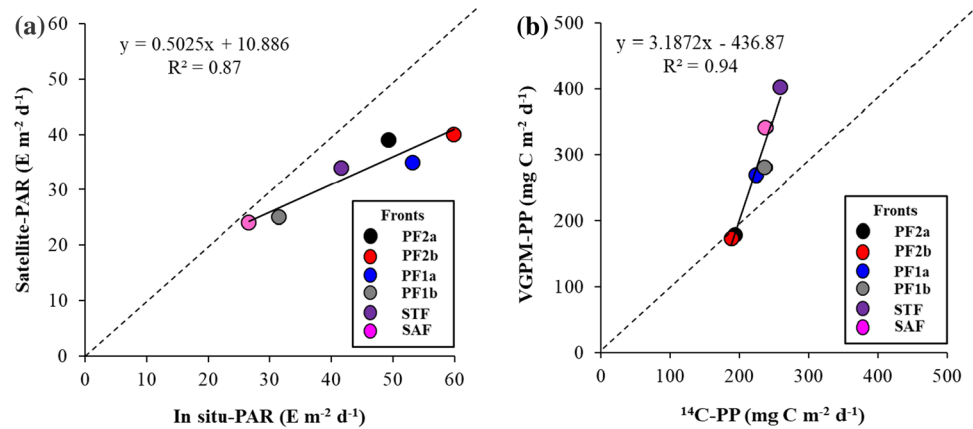 (a)
y = 0.5025x + 10.886
R² = 0.87
Satellite-PAR (E m⁻² d⁻¹)
60
50
40
30
20
10
0
0 10 20 30 40 50 60
In situ-PAR (E m⁻² d⁻¹)
Fronts
PF2a
PF2b
PF1a
PF1b
STF
SAF
(b)
y = 3.1872x - 436.87
R² = 0.94
VGPM-PP (mg C m⁻² d⁻¹)
500
400
300
200
100
0
0 100 200 300 400 500
¹⁴C-PP (mg C m⁻² d⁻¹)
Fronts
PF2a
PF2b
PF1a
PF1b
STF
SAF